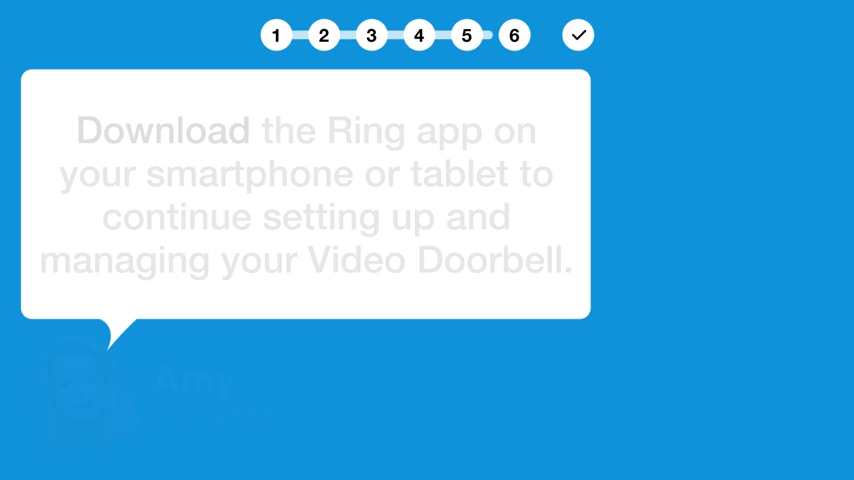 1 2 3 4 5 6
Download the Ring app on
your smartphone or tablet to
continue setting up and
managing your Video Doorbell.
Amy